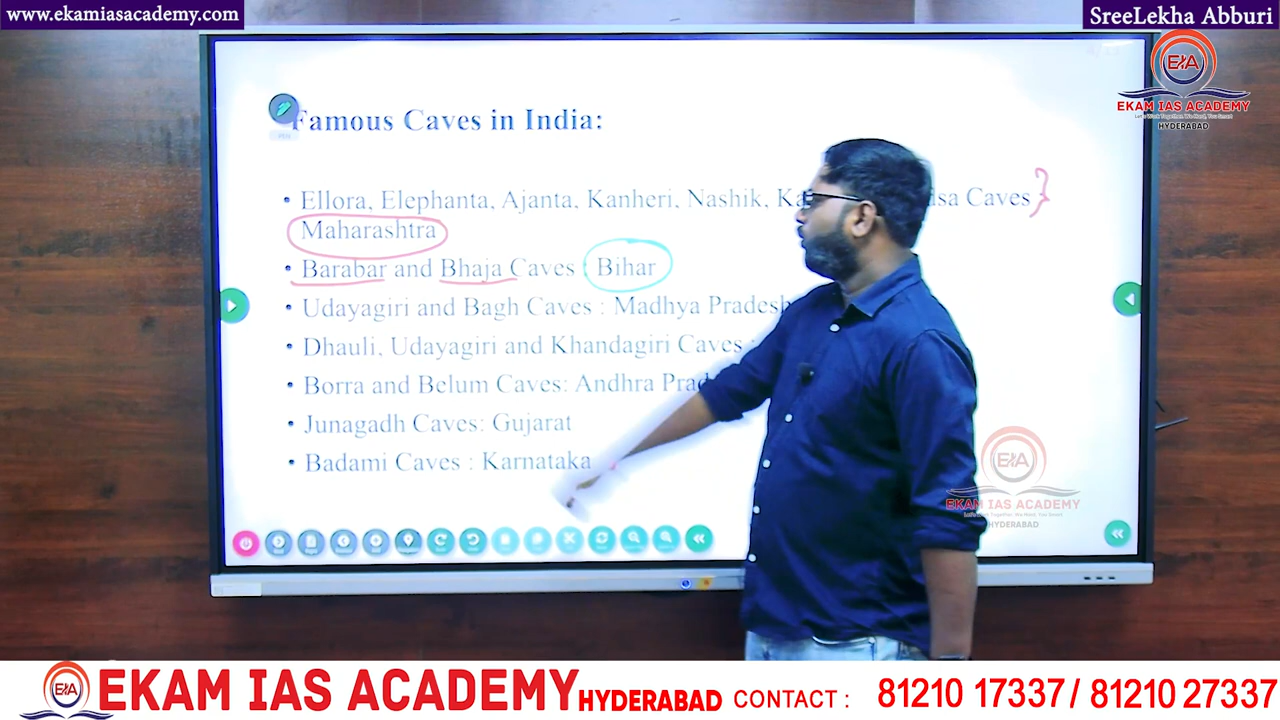 www.ekamiasacademy.com
SreeLekha Abburi
EKAM IAS ACADEMY
HYDERABAD
Famous Caves in India:
• Ellora, Elephanta, Ajanta, Kanheri, Nashik, Caves
Maharashtra
• Barabar and Bhaja Caves : Bihar
• Udayagiri and Bagh Caves : Madhya Pradesh
• Dhauli, Udayagiri and Khandagiri Caves :
• Borra and Belum Caves: Andhra
• Junagadh Caves: Gujarat
• Badami Caves : Karnataka
EKAM IAS ACADEMY
HYDERABAD
EKAM IAS ACADEMY HYDERABAD CONTACT : 81210 17337 / 81210 27337